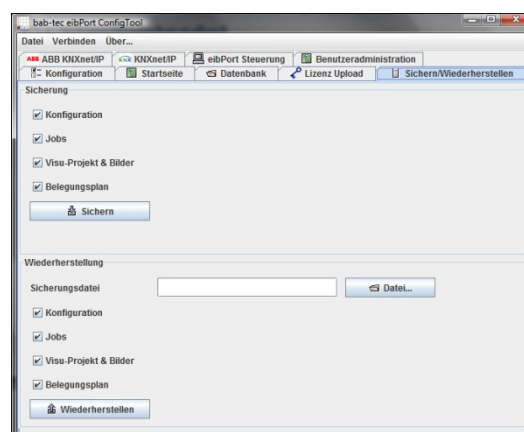 bab-tec eibPort ConfigTool
Datei Verbinden Über...
ABB ABB KNXnet/IP KNX KNXnet/IP eibPort Steuerung Benutzeradministration
Konfiguration Startseite Datenbank Lizenz Upload Sichern/Wiederherstellen
Sicherung
Konfiguration
Jobs
Visu-Projekt & Bilder
Belegungsplan
Sichern
Wiederherstellung
Sicherungsdatei Datei...
Konfiguration
Jobs
Visu-Projekt & Bilder
Belegungsplan
Wiederherstellen